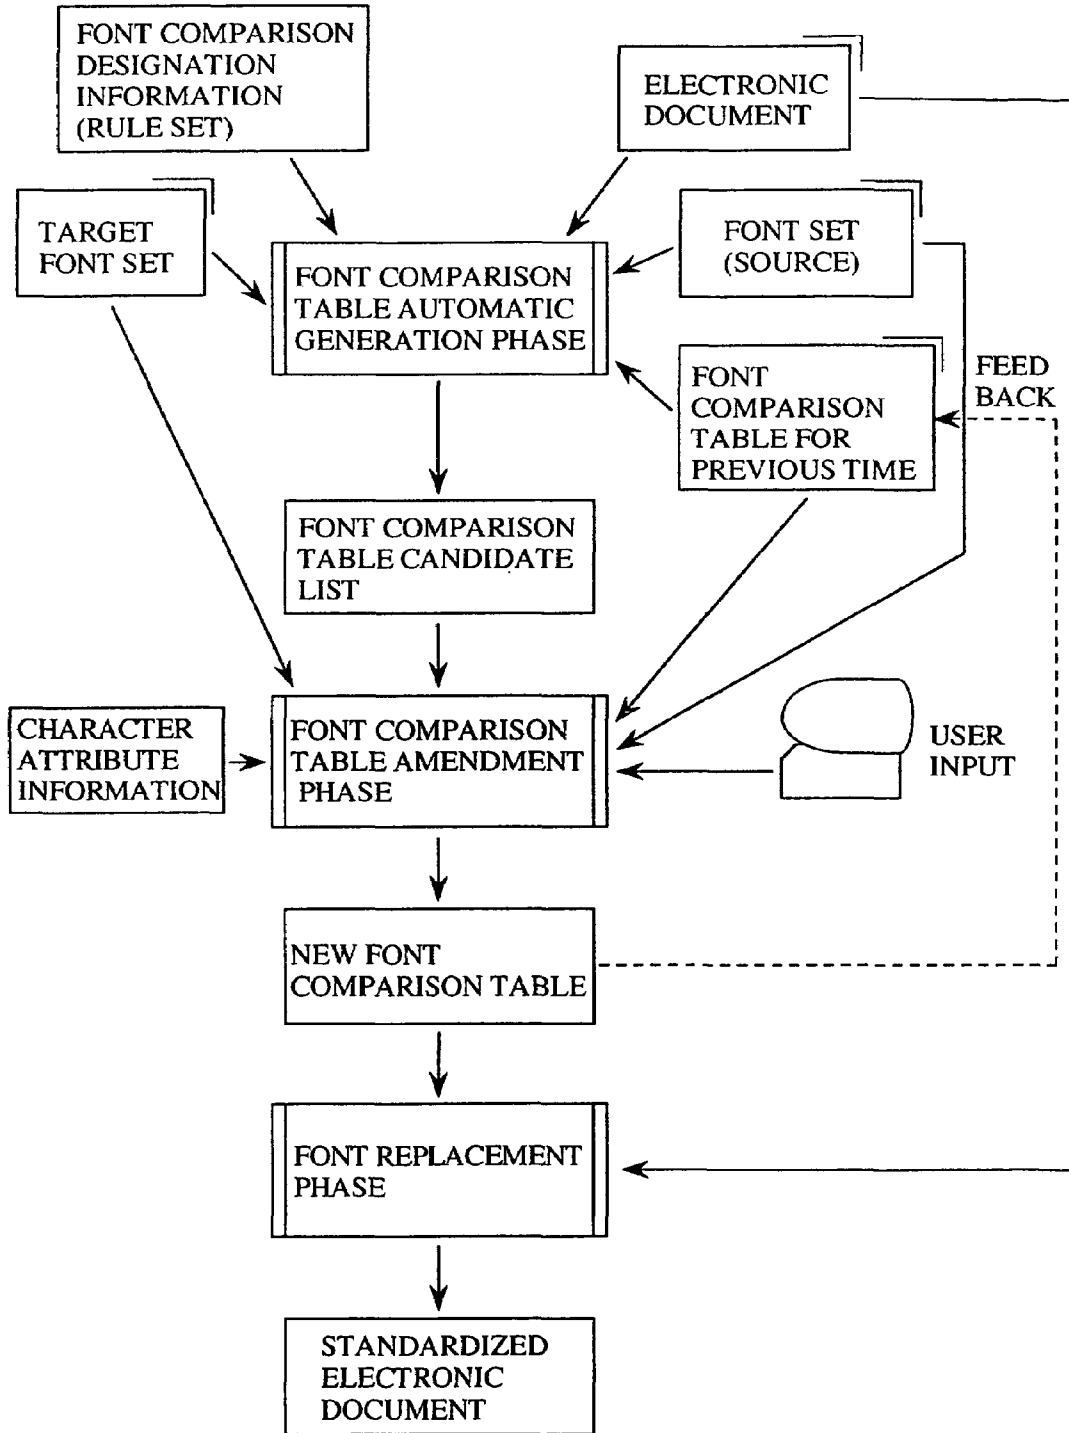 FONT COMPARISON
DESIGNATION
INFORMATION
(RULE SET)
ELECTRONIC
DOCUMENT
TARGET
FONT SET
FONT COMPARISON
TABLE AUTOMATIC
GENERATION PHASE
FONT SET
(SOURCE)
FONT
COMPARISON
TABLE FOR
PREVIOUS TIME
FEED
BACK
FONT COMPARISON
TABLE CANDIDATE
LIST
CHARACTER
ATTRIBUTE
INFORMATION
FONT COMPARISON
TABLE AMENDMENT
PHASE
USER
INPUT
NEW FONT
COMPARISON TABLE
FONT REPLACEMENT
PHASE
STANDARDIZED
ELECTRONIC
DOCUMENT